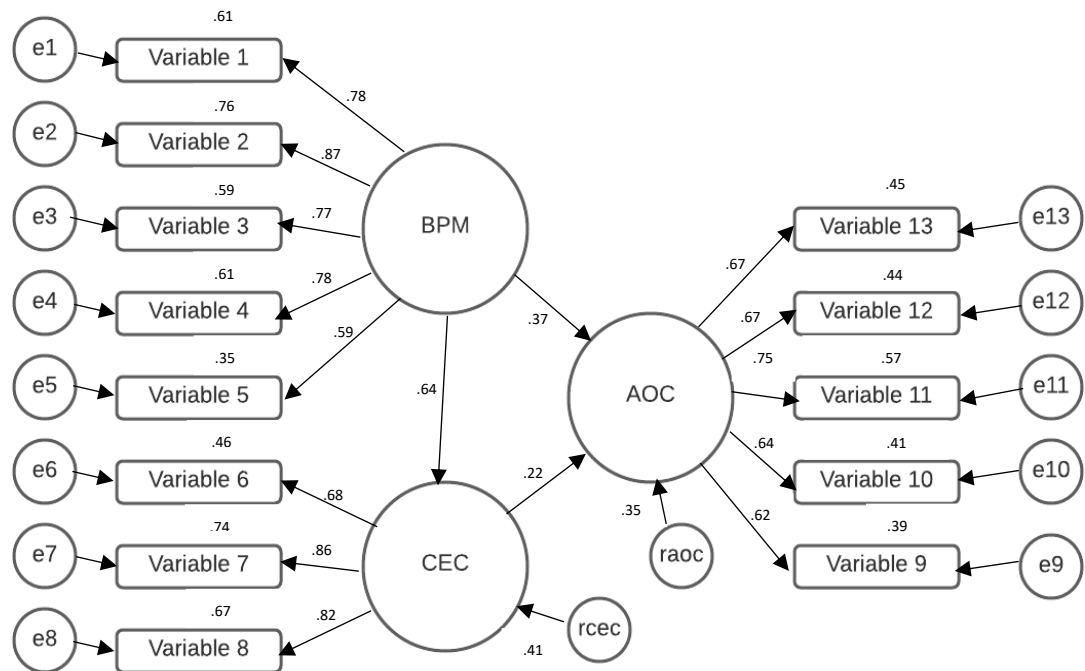 .61
e1
Variable 1
.78
.76
e2
Variable 2
.87
.59
e3
Variable 3
.77
BPM
.61
e4
Variable 4
.78
.35
e5
Variable 5
.59
.46
e6
Variable 6
.68
.74
e7
Variable 7
.86
CEC
.67
e8
Variable 8
.82
.64
.37
.22
rcec
.41
AOC
raoc
.35
.45
.67
Variable 13
e13
.44
.67
Variable 12
e12
.57
.75
Variable 11
e11
.41
.64
Variable 10
e10
.39
.62
Variable 9
e9